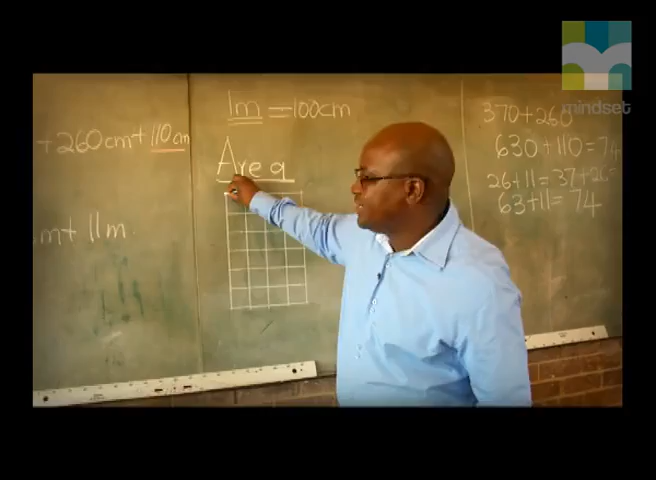 mindset
+260cm+ 110cm
m+ 11m
1m = 100cm
Area
370+260
630+110=74
26+11=37+26=
63+11= 74